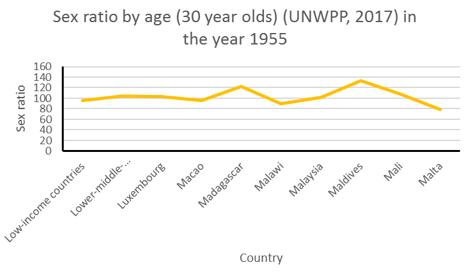 Sex ratio by age (30 year olds) (UNWPP, 2017) in
the year 1955
160
140
120
100
80
60
40
20
0
Sex ratio
Low-income countries
Lower-middle-...
Luxembourg
Macao
Madagascar
Malawi
Malaysia
Maldives
Mali
Malta
Country